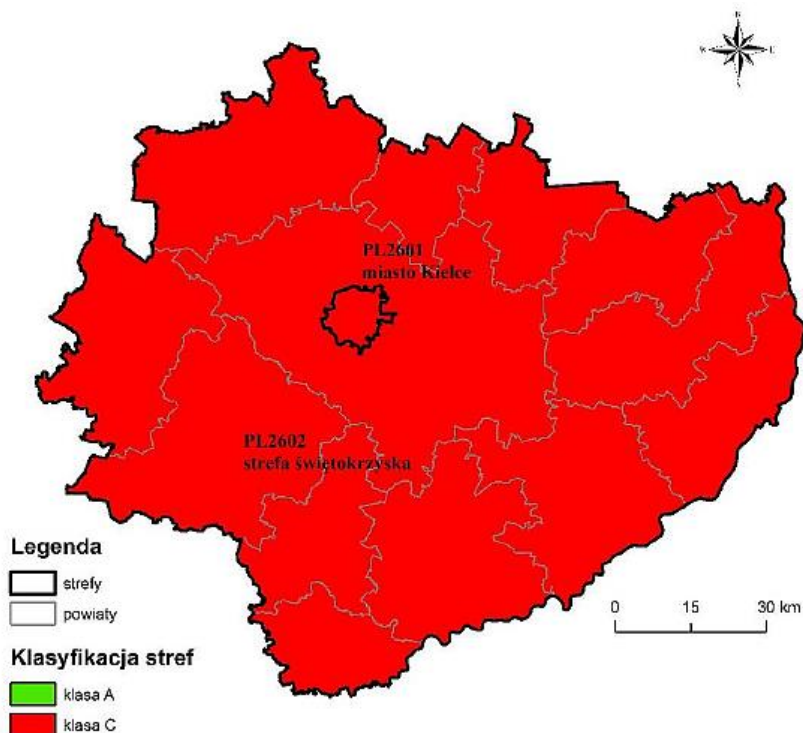 N
W
E
PL2601
miasto Kielce
PL2602
strefa świętokrzyska
Legenda
strefy
powiaty
Klasyfikacja stref
klasa A
klasa C
0 15 30 km